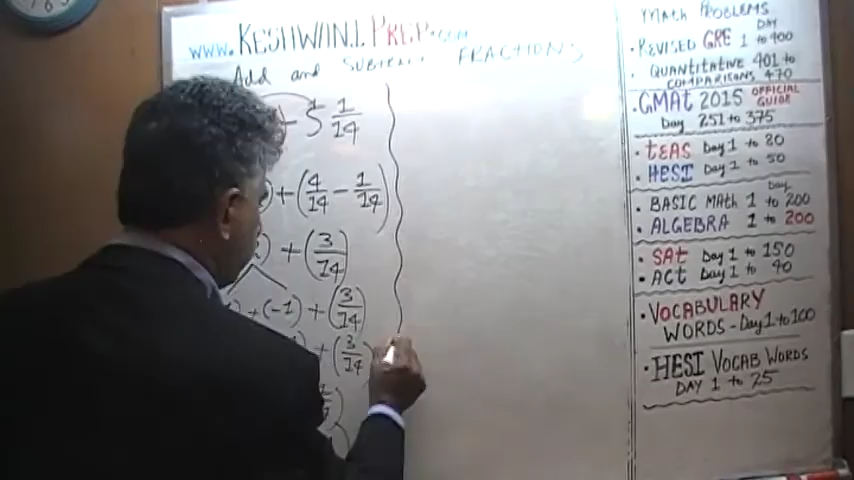 www.KESHWANI PREP.com
Add and Subtract FRACTIONS
5 1/14
+ (4/14 - 1/14)
) + (3/14)
+ (-1) + (3/14)
+ (3/14)
MATH PROBLEMS
DAY
• REVISED GRE 1 to 400
• QUANTITATIVE 401 to
COMPARISONS 470
• GMAT 2015 OFFICIAL
GUIDE
Day 251 to 375
• TEAS Day 1 to 80
• HESI Day 1 to 50
Day
• BASIC MATH 1 to 200
• ALGEBRA 1 to 200
• SAT Day 1 to 150
• ACT Day 1 to 90
• VOCABULARY
WORDS - Day 1 to 100
• HESI VOCAB WORDS
DAY 1 to 25